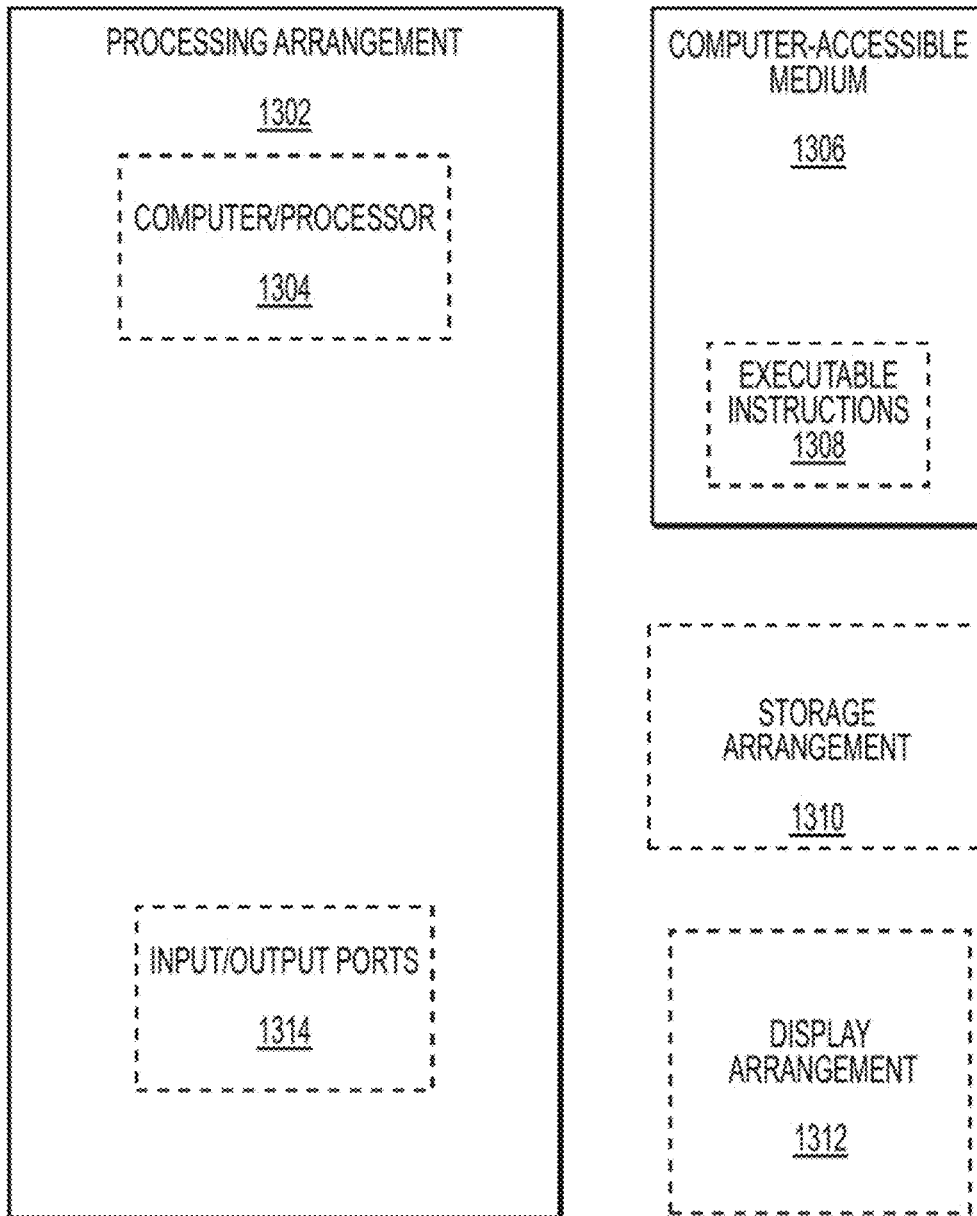 PROCESSING ARRANGEMENT
1302
COMPUTER/PROCESSOR
1304
INPUT/OUTPUT PORTS
1314
COMPUTER-ACCESSIBLE
MEDIUM
1306
EXECUTABLE
INSTRUCTIONS
1308
STORAGE
ARRANGEMENT
1310
DISPLAY
ARRANGEMENT
1312